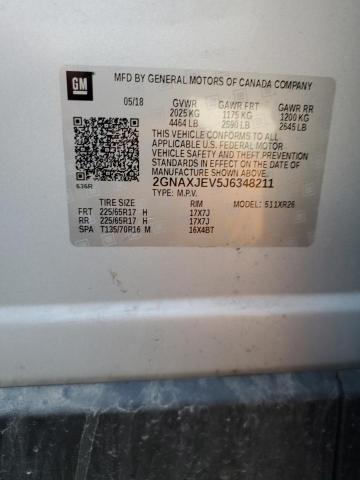 GM
MFD BY GENERAL MOTORS OF CANADA COMPANY
05/18 GVWR GAWR FRT GAWR RR
2025 KG 1175 KG 1200 KG
4464 LB 2590 LB 2645 LB
THIS VEHICLE CONFORMS TO ALL
APPLICABLE U.S. FEDERAL MOTOR
VEHICLE SAFETY AND THEFT PREVENTION
STANDARDS IN EFFECT ON THE DATE OF
MANUFACTURE SHOWN ABOVE.
636R 2GNAXJEV5J6348211
TYPE: M.P.V.
TIRE SIZE RIM 511XR26
FRT 225/65R17 H 17X7J
RR 225/65R17 H 17X7J
SPA T135/70R16 M 16X4BT